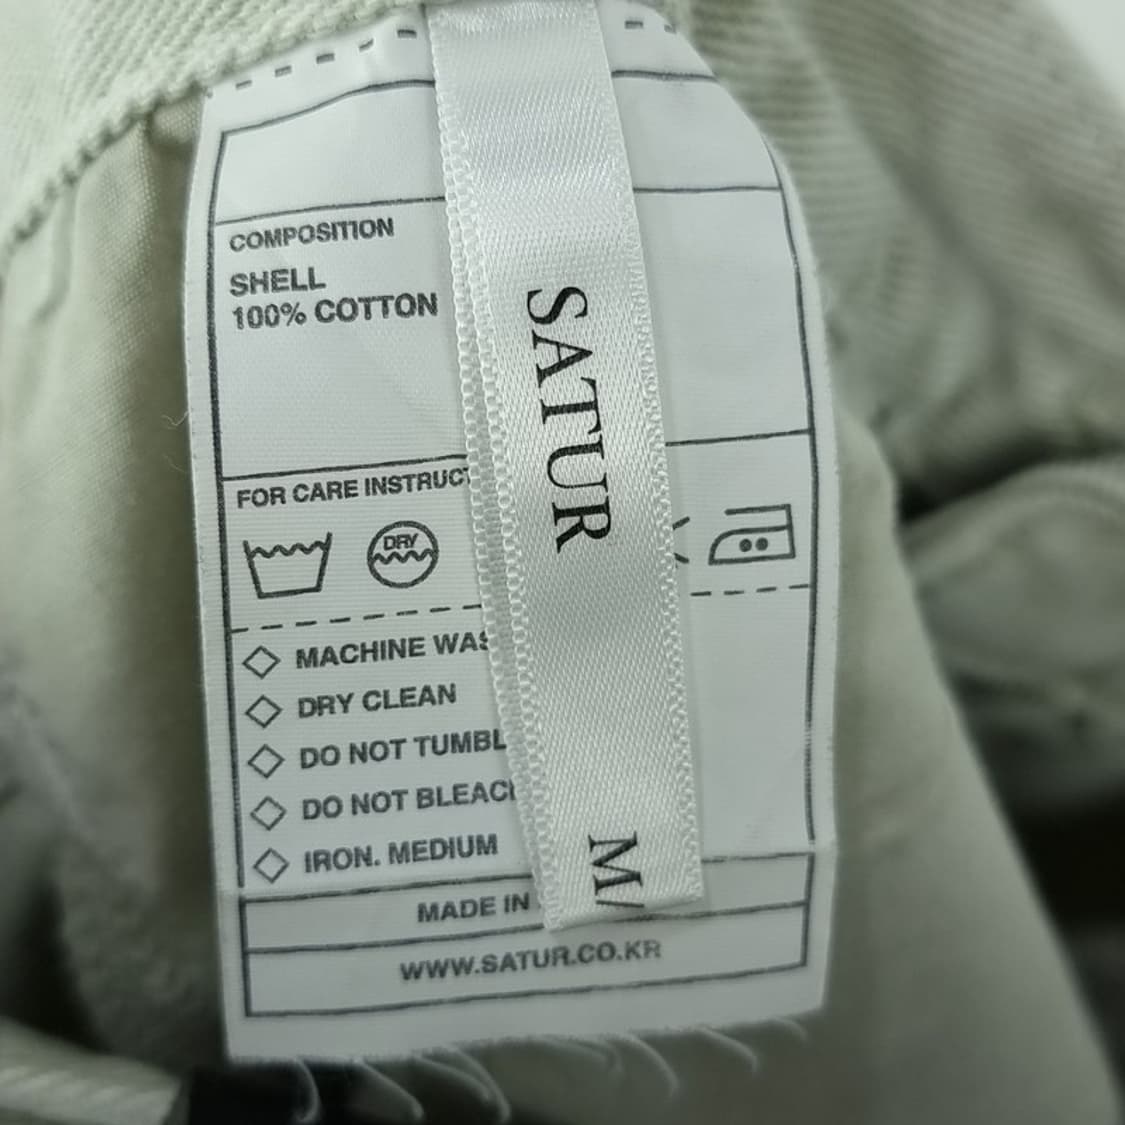 COMPOSITION
SHELL
100% COTTON
FOR CARE INSTRUCT
DRY
MACHINE WAS
DRY CLEAN
DO NOT TUMBL
DO NOT BLEAC
IRON. MEDIUM
MADE IN
WWW.SATUR.CO.KR
SATUR
M/